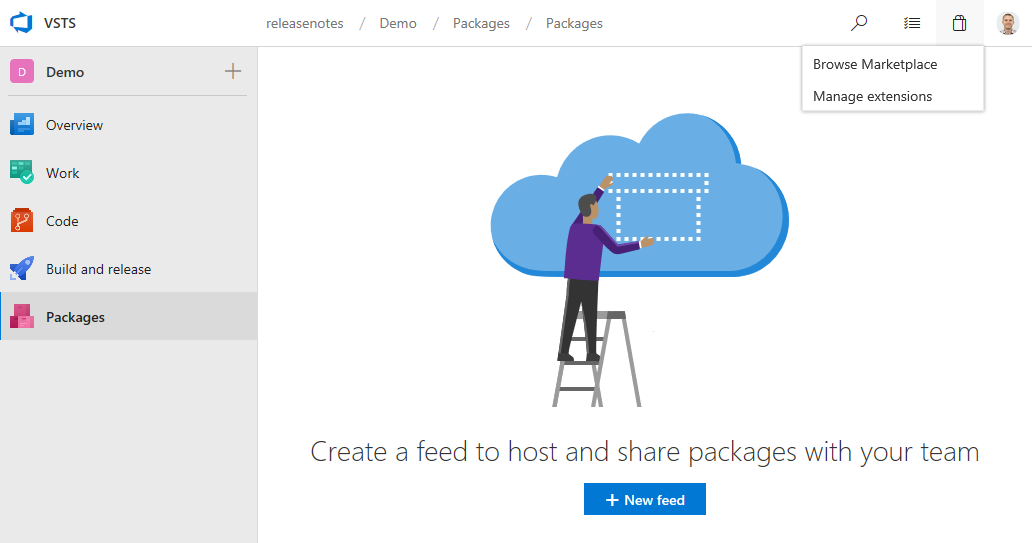 VSTS
releasenotes / Demo / Packages / Packages
Browse Marketplace
Manage extensions
D Demo
Overview
Work
Code
Build and release
Packages
Create a feed to host and share packages with your team
+ New feed